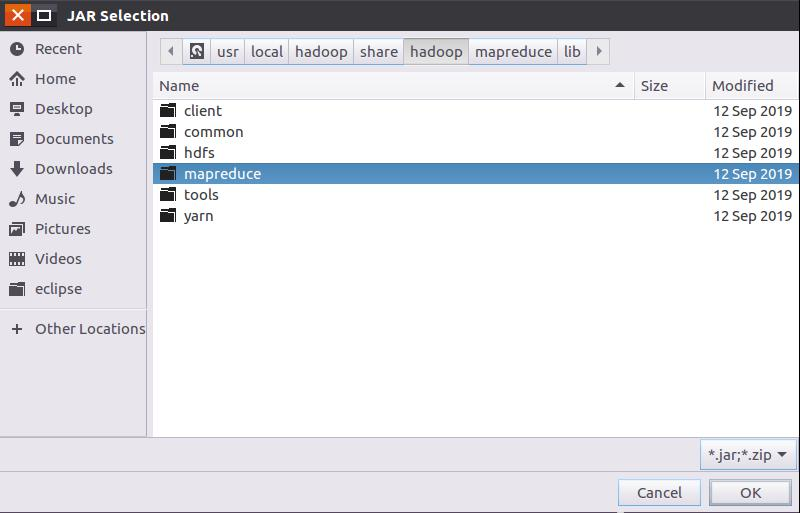 JAR Selection
Recent
Home
Desktop
Documents
Downloads
Music
Pictures
Videos
eclipse
Other Locations
usr local hadoop share hadoop mapreduce lib
Name Size Modified
client 12 Sep 2019
common 12 Sep 2019
hdfs 12 Sep 2019
mapreduce 12 Sep 2019
tools 12 Sep 2019
yarn 12 Sep 2019
*.jar;*.zip
Cancel OK